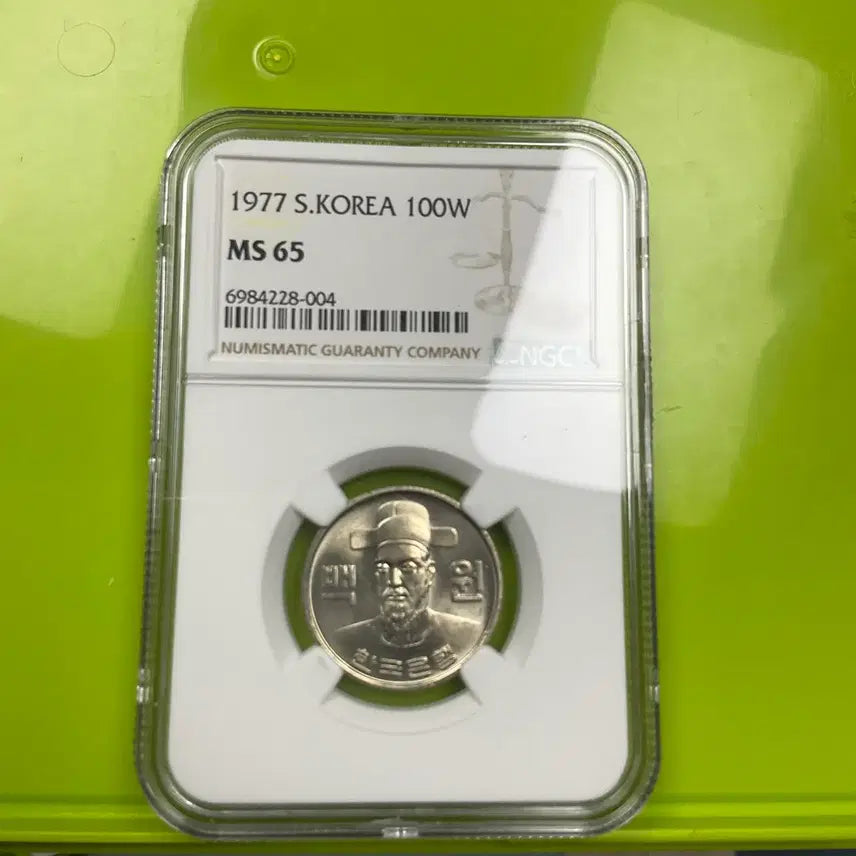 1977 S.KOREA 100W
MS 65
6984228-004
NUMISMATIC GUARANTY COMPANY
NGC
백 원
한국은행